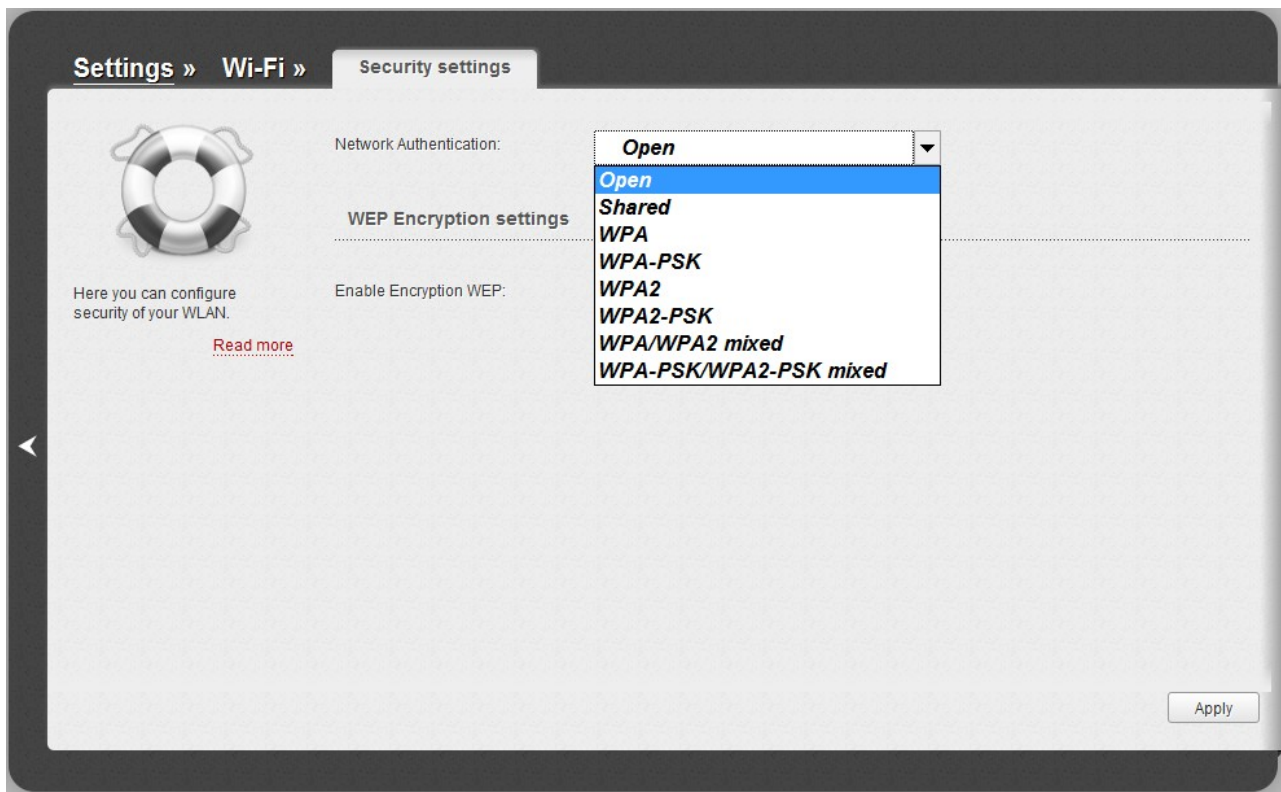 Settings » Wi-Fi » Security settings
Network Authentication:
Open
Open
Shared
WPA
WPA-PSK
WPA2
WPA2-PSK
WPA/WPA2 mixed
WPA-PSK/WPA2-PSK mixed
WEP Encryption settings
Enable Encryption WEP:
Here you can configure
security of your WLAN.
Read more
Apply